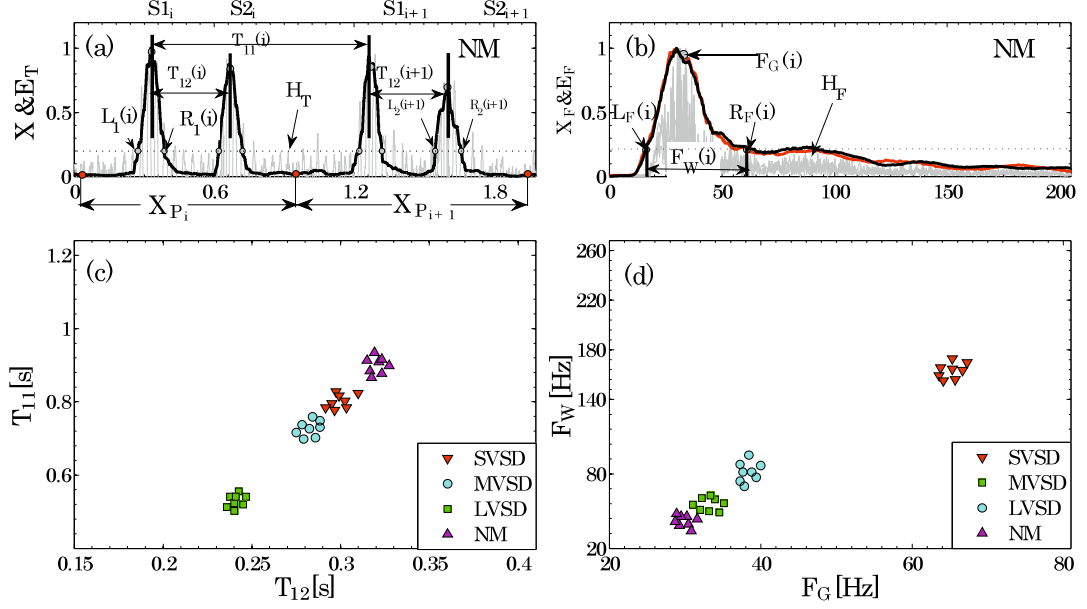 S1i S2i S1i+1 S2i+1
(a) T11(i) NM
T12(i) T12(i+1)
L1(i) R1(i) HT L2(i+1) R2(i+1)
X & ET
1
0.5
0
0 0.6 1.2 1.8
XPi XPi+1
(b) NM
FG(i)
LF(i) RF(i) HF
FW(i)
XF & EF
1
0.5
0
0 50 100 150 200
(c)
T11[s]
1.2
1
0.8
0.6
SVSD
MVSD
LVSD
NM
0.15 0.2 0.25 0.3 0.35 0.4
T12[s]
(d)
FW [Hz]
260
220
180
140
80
20
SVSD
MVSD
LVSD
NM
20 40 60 80
FG [Hz]